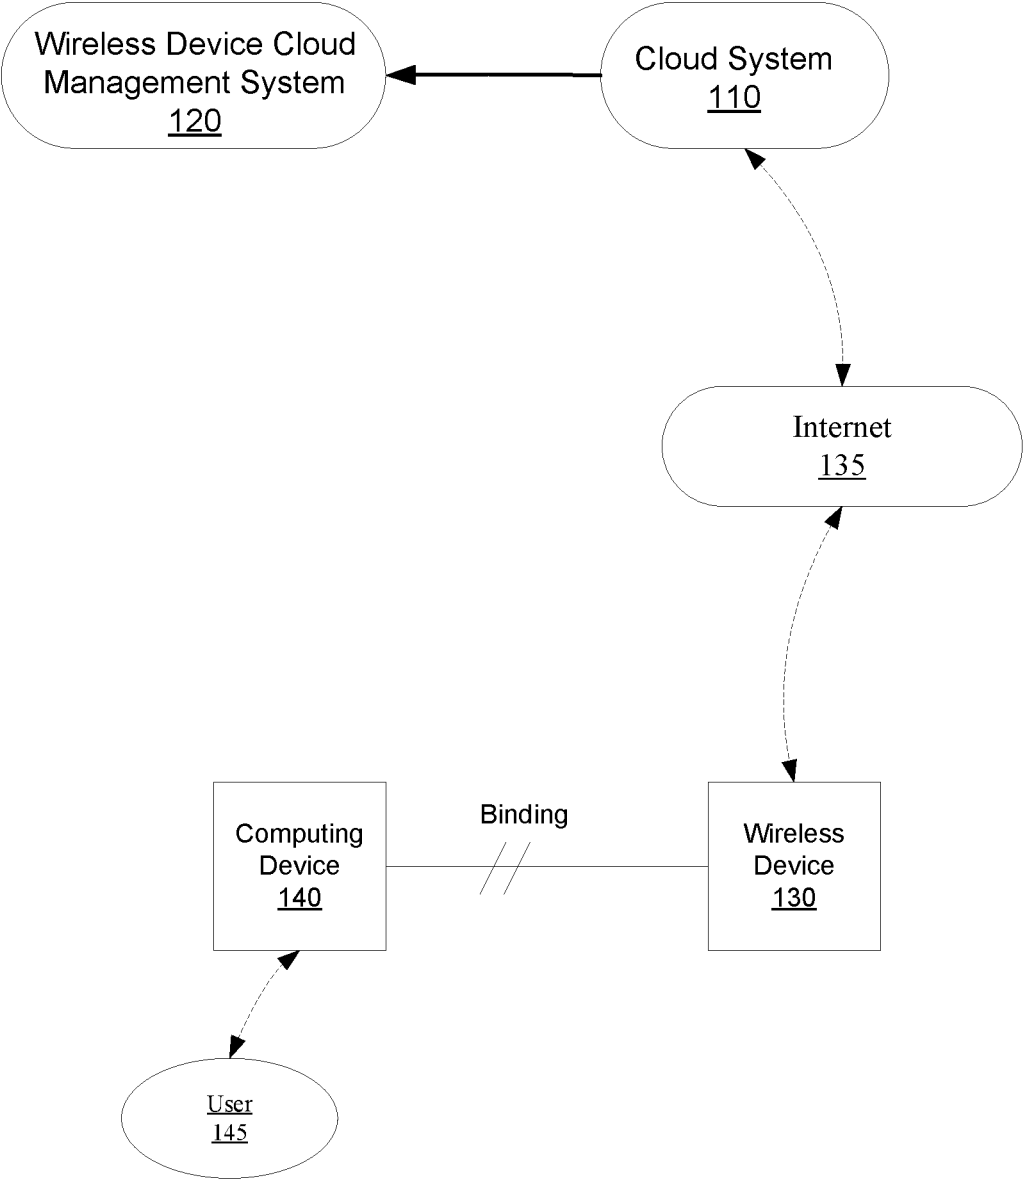 Wireless Device Cloud
Management System
120
Cloud System
110
Internet
135
Binding
Computing
Device
140
Wireless
Device
130
User
145